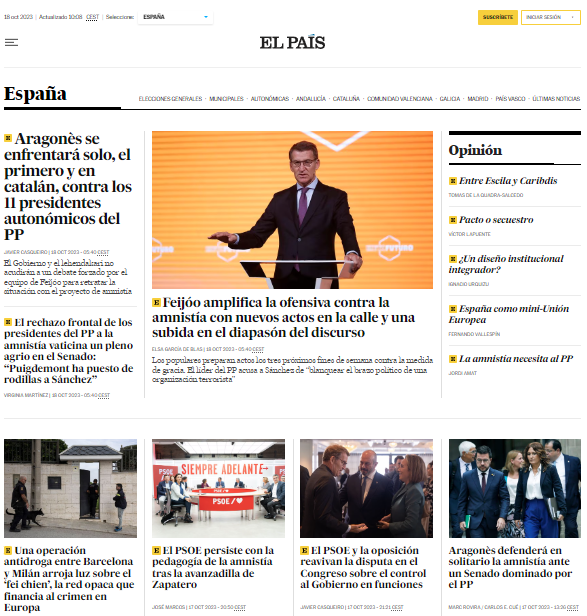 18 oct 2023 | Actualizado 10:08 CEST | Seleccione: ESPAÑA
SUSCRÍBETE
INICIAR SESIÓN
EL PAÍS
España
ELECCIONES GENERALES · MUNICIPALES · AUTONÓMICAS · ANDALUCÍA · CATALUÑA · COMUNIDAD VALENCIANA · GALICIA · MADRID · PAÍS VASCO · ÚLTIMAS NOTICIAS
E Aragonès se
enfrentará solo, el
primero y en
catalán, contra los
11 presidentes
autonómicos del
PP
JAVIER CASQUEIRO | 18 OCT 2023 - 05:40 CEST
El Gobierno y el lehendakari no
acudirán a un debate forzado por el
equipo de Feijóo para retratar la
situación con el proyecto de amnistía
E El rechazo frontal de los
presidentes del PP a la
amnistía vaticina un pleno
agrio en el Senado:
“Puigdemont ha puesto de
rodillas a Sánchez”
VIRGINIA MARTÍNEZ | 18 OCT 2023 - 05:40 CEST
E Feijóo amplifica la ofensiva contra la
amnistía con nuevos actos en la calle y una
subida en el diapasón del discurso
ELSA GARCÍA DE BLAS | 18 OCT 2023 - 05:40 CEST
Los populares preparan actos los tres próximos fines de semana contra la medida
de gracia. El líder del PP acusa a Sánchez de “blanquear el brazo político de una
organización terrorista”
Opinión
E Entre Escila y Caribdis
TOMÁS DE LA QUADRA-SALCEDO
E Pacto o secuestro
VÍCTOR LAPUENTE
E ¿Un diseño institucional
integrador?
IGNACIO URQUIZU
E España como mini-Unión
Europea
FERNANDO VALLESPÍN
E La amnistía necesita al PP
JORDI AMAT
SIEMPRE ADELANTE
PSOE
E Una operación
antidroga entre Barcelona
y Milán arroja luz sobre el
‘fei chien’, la red opaca que
financia al crimen en
Europa
E El PSOE persiste con la
pedagogía de la amnistía
tras la avanzadilla de
Zapatero
JOSÉ MARCOS | 17 OCT 2023 - 20:50 CEST
E El PSOE y la oposición
reavivan la disputa en el
Congreso sobre el control
al Gobierno en funciones
JAVIER CASQUEIRO | 17 OCT 2023 - 21:21 CEST
Aragonès defenderá en
solitario la amnistía ante
un Senado dominado por
el PP
MARC ROVIRA / CARLOS E. CUÉ | 17 OCT 2023 - 13:36 CEST